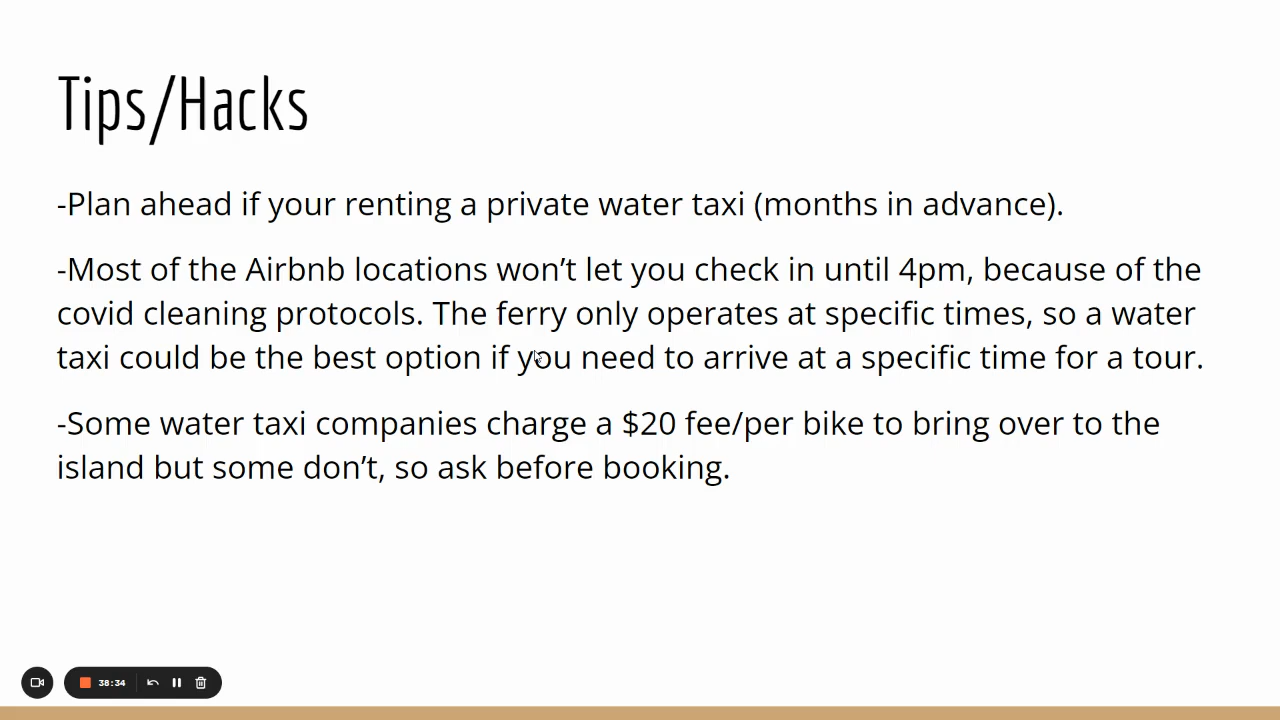 Tips/Hacks
-Plan ahead if your renting a private water taxi (months in advance).
-Most of the Airbnb locations won’t let you check in until 4pm, because of the
covid cleaning protocols. The ferry only operates at specific times, so a water
taxi could be the best option if you need to arrive at a specific time for a tour.
-Some water taxi companies charge a $20 fee/per bike to bring over to the
island but some don’t, so ask before booking.
38:34